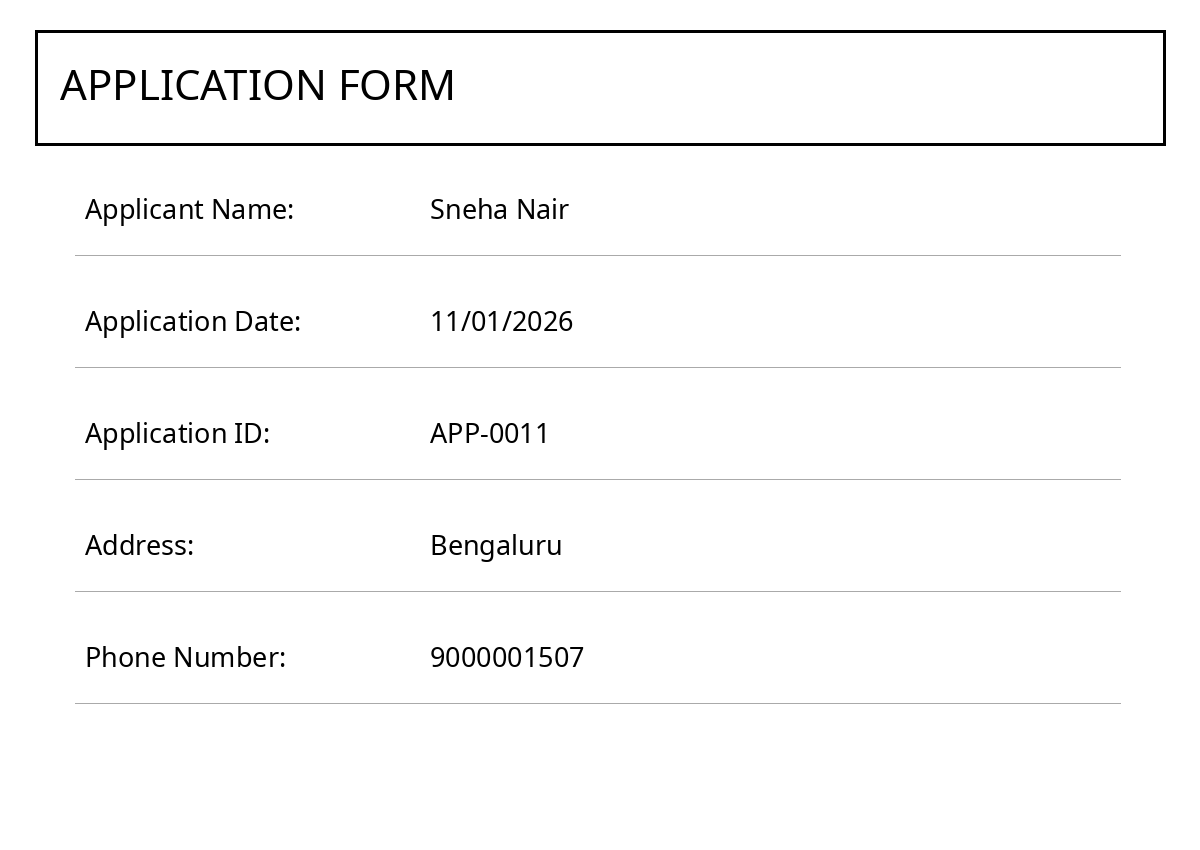 APPLICATION FORM
Applicant Name: Sneha Nair
Application Date: 11/01/2026
Application ID: APP-0011
Address: Bengaluru
Phone Number: 9000001507